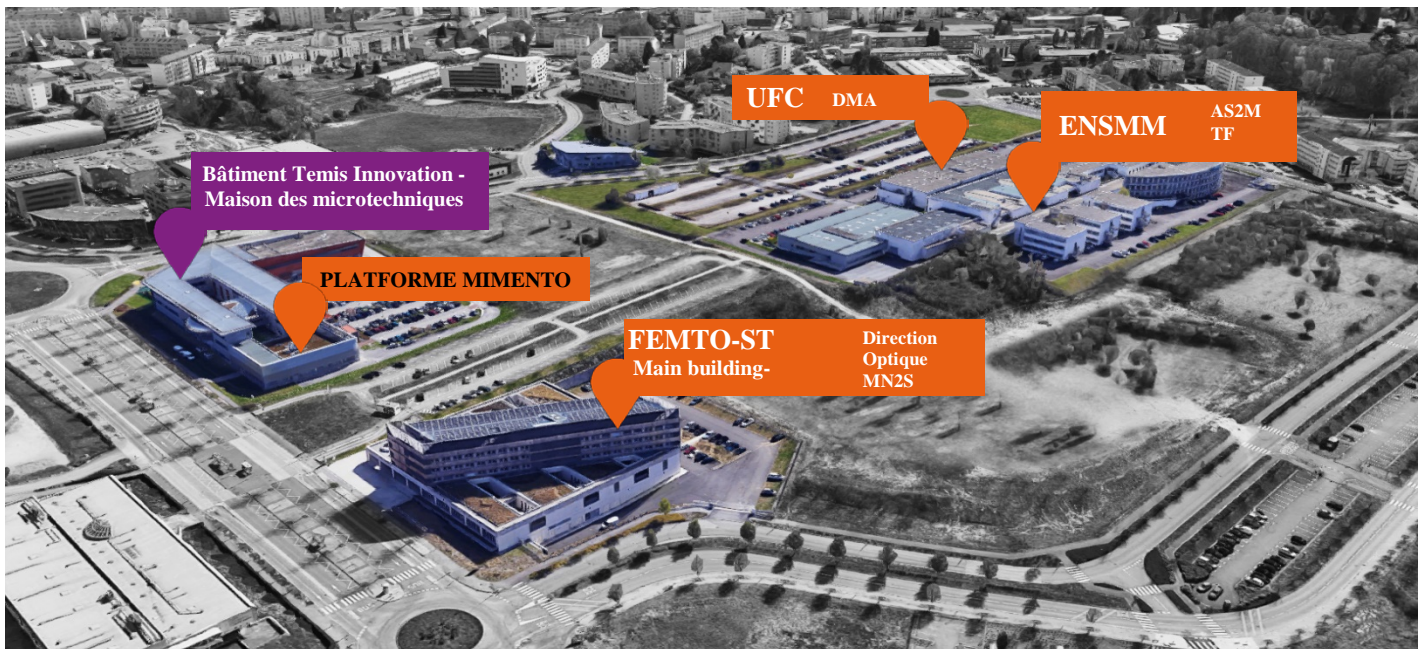 UFC DMA
ENSMM AS2M
TF
Bâtiment Temis Innovation -
Maison des microtechniques
PLATFORME MIMENTO
FEMTO-ST Direction
Main building- Optique
MN2S